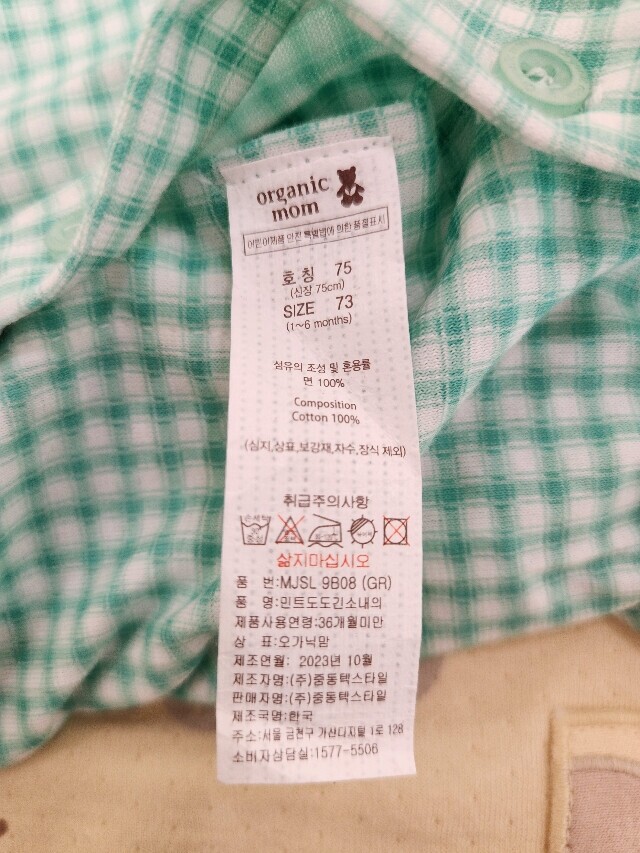 organic
mom
어린이제품 안전 특별법에 의한 품질표시
호 칭 75
(신장 75cm)
SIZE 73
(1~6 months)
섬유의 조성 및 혼용률
면 100%
Composition
Cotton 100%
(심지,상표,보강재,자수,장식 제외)
취급주의사항
손세탁
중성
삶지마십시오
품 번:MJSL 9B08 (GR)
품 명:민트도도긴소내의
제품사용연령:36개월미만
상 표:오가닉맘
제조연월: 2023년 10월
제조자명:(주)중동텍스타일
판매자명:(주)중동텍스타일
제조국명:한국
주소:서울 금천구 가산디지털 1로 128
소비자상담실:1577-5506